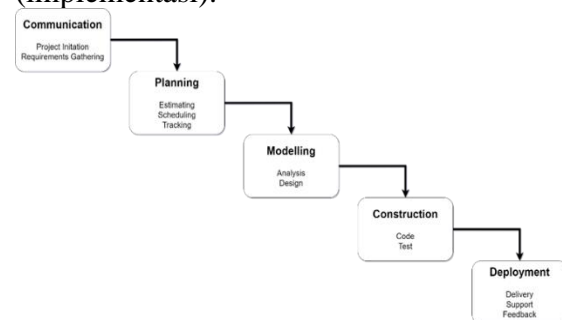 (implementasi).
Communication
Project Initation
Requirements Gathering
Planning
Estimating
Scheduling
Tracking
Modelling
Analysis
Design
Construction
Code
Test
Deployment
Delivery
Support
Feedback